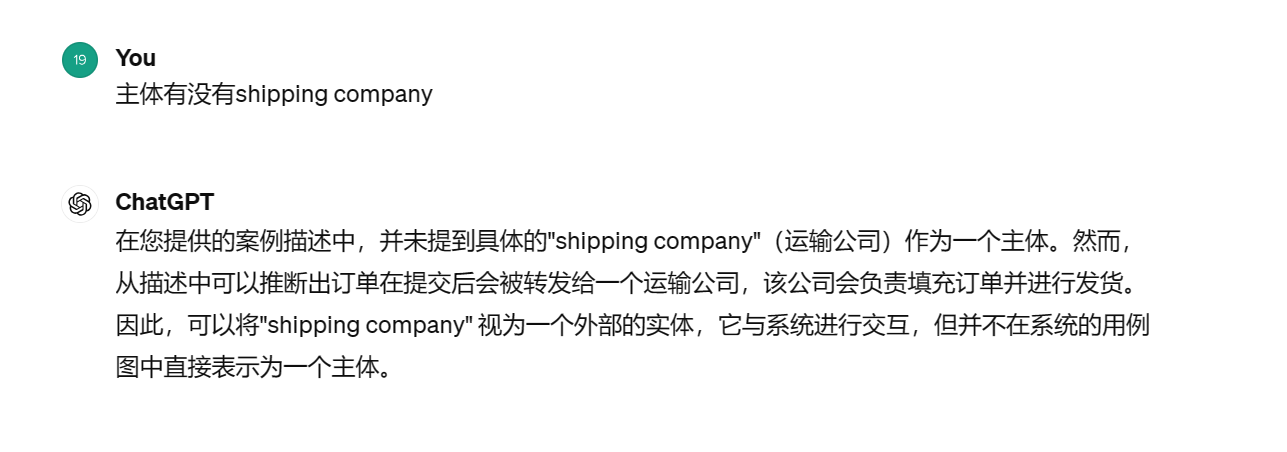 19
You
主体有没有shipping company
ChatGPT
在您提供的案例描述中，并未提到具体的"shipping company"（运输公司）作为一个主体。然而，
从描述中可以推断出订单在提交后会被转发给一个运输公司，该公司会负责填充订单并进行发货。
因此，可以将"shipping company" 视为一个外部的实体，它与系统进行交互，但并不在系统的用例
图中直接表示为一个主体。